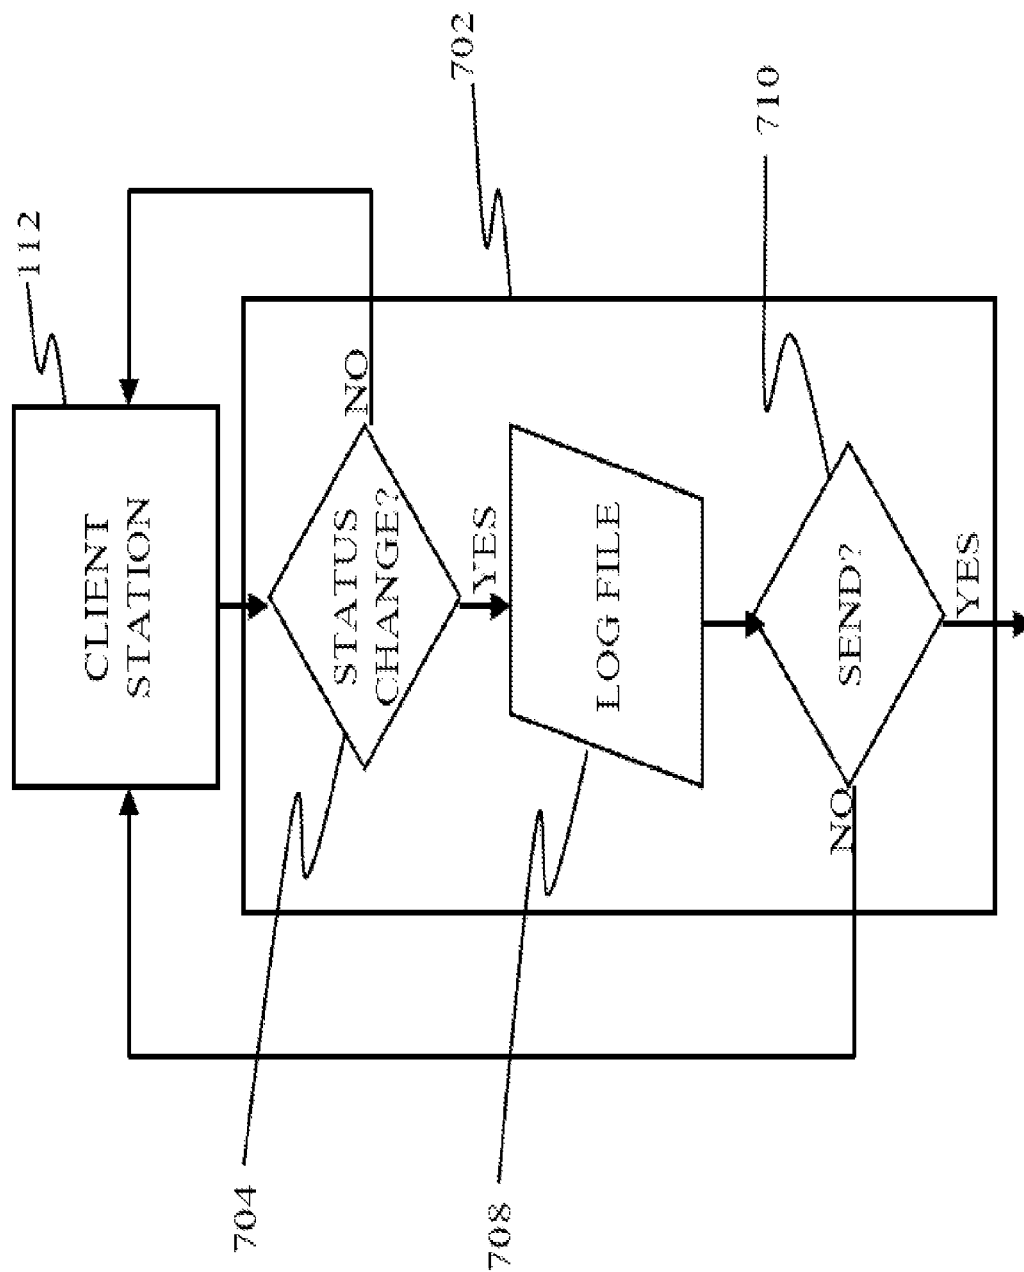 112
CLIENT
STATION
702
STATUS
CHANGE?
NO
704
YES
LOG FILE
708
710
SEND?
NO
YES